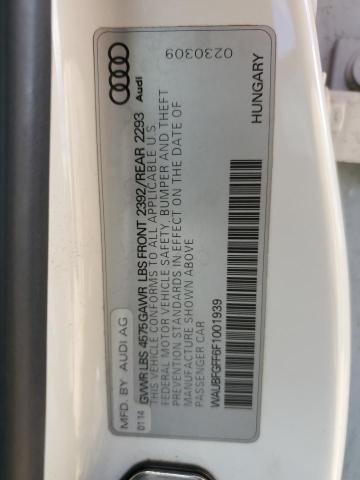 MFD. BY AUDI AG
01 14 GVWR LBS 4575GAWR LBS FRONT 2392/REAR 2293
THIS VEHICLE CONFORMS TO ALL APPLICABLE U.S.
FEDERAL MOTOR VEHICLE SAFETY, BUMPER AND THEFT
PREVENTION STANDARDS IN EFFECT ON THE DATE OF
MANUFACTURE SHOWN ABOVE
PASSENGER CAR
WAUBFGFF6F1001939
HUNGARY
Audi
0230309